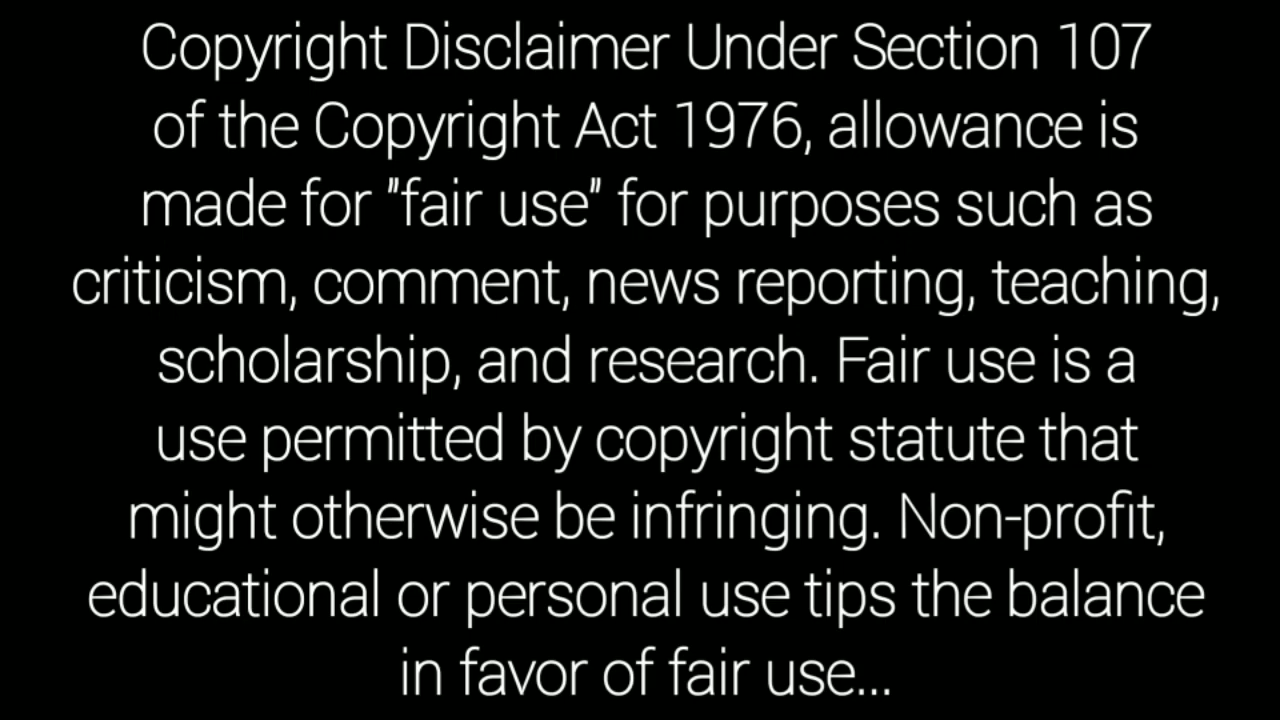 Copyright Disclaimer Under Section 107
of the Copyright Act 1976, allowance is
made for "fair use" for purposes such as
criticism, comment, news reporting, teaching,
scholarship, and research. Fair use is a
use permitted by copyright statute that
might otherwise be infringing. Non-profit,
educational or personal use tips the balance
in favor of fair use...